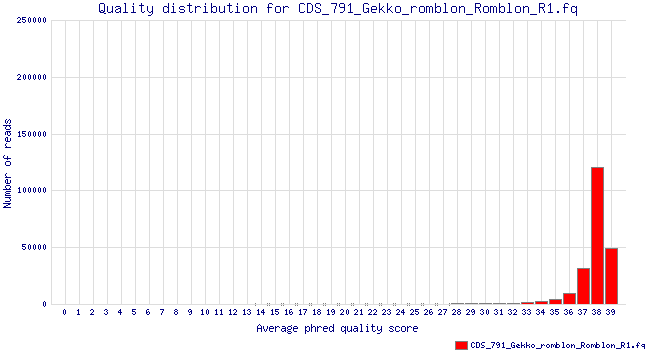 Quality distribution for CDS_791_Gekko_romblon_Romblon_R1.fq
250000
200000
150000
100000
50000
0
Number of reads
0 1 2 3 4 5 6 7 8 9 10 11 12 13 14 15 16 17 18 19 20 21 22 23 24 25 26 27 28 29 30 31 32 33 34 35 36 37 38 39
Average phred quality score
CDS_791_Gekko_romblon_Romblon_R1.fq